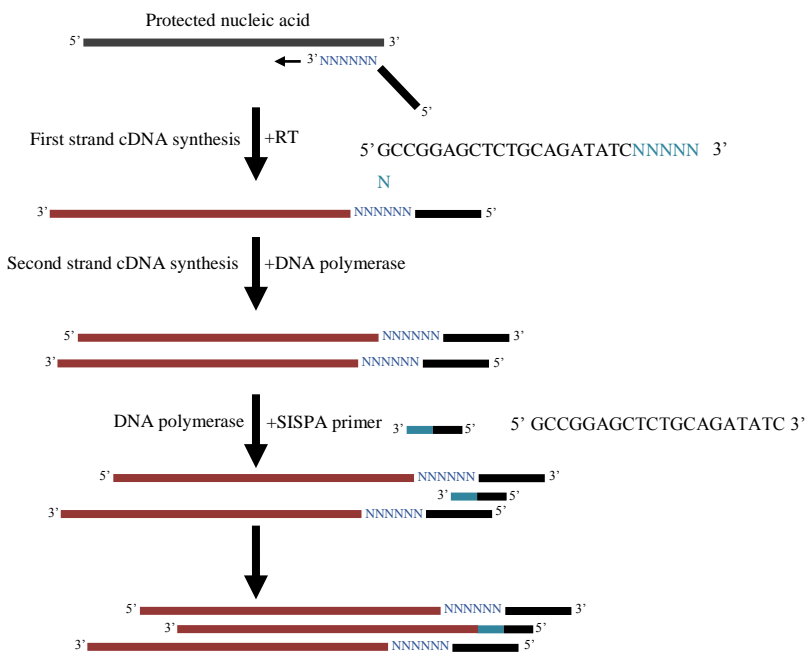 Protected nucleic acid
5’ 3’
3’ NNNNNN
5’
First strand cDNA synthesis +RT
5’ GCCGGAGCTCTGCAGATATCNNNNN 3’
N
3’ NNNNNN 5’
Second strand cDNA synthesis +DNA polymerase
5’ NNNNNN 3’
3’ NNNNNN 5’
DNA polymerase +SISPA primer 3’ 5’ 5’ GCCGGAGCTCTGCAGATATC 3’
5’ NNNNNN 3’
3’ 5’
3’ NNNNNN 5’
5’ NNNNNN 3’
3’ 5’
3’ NNNNNN 5’